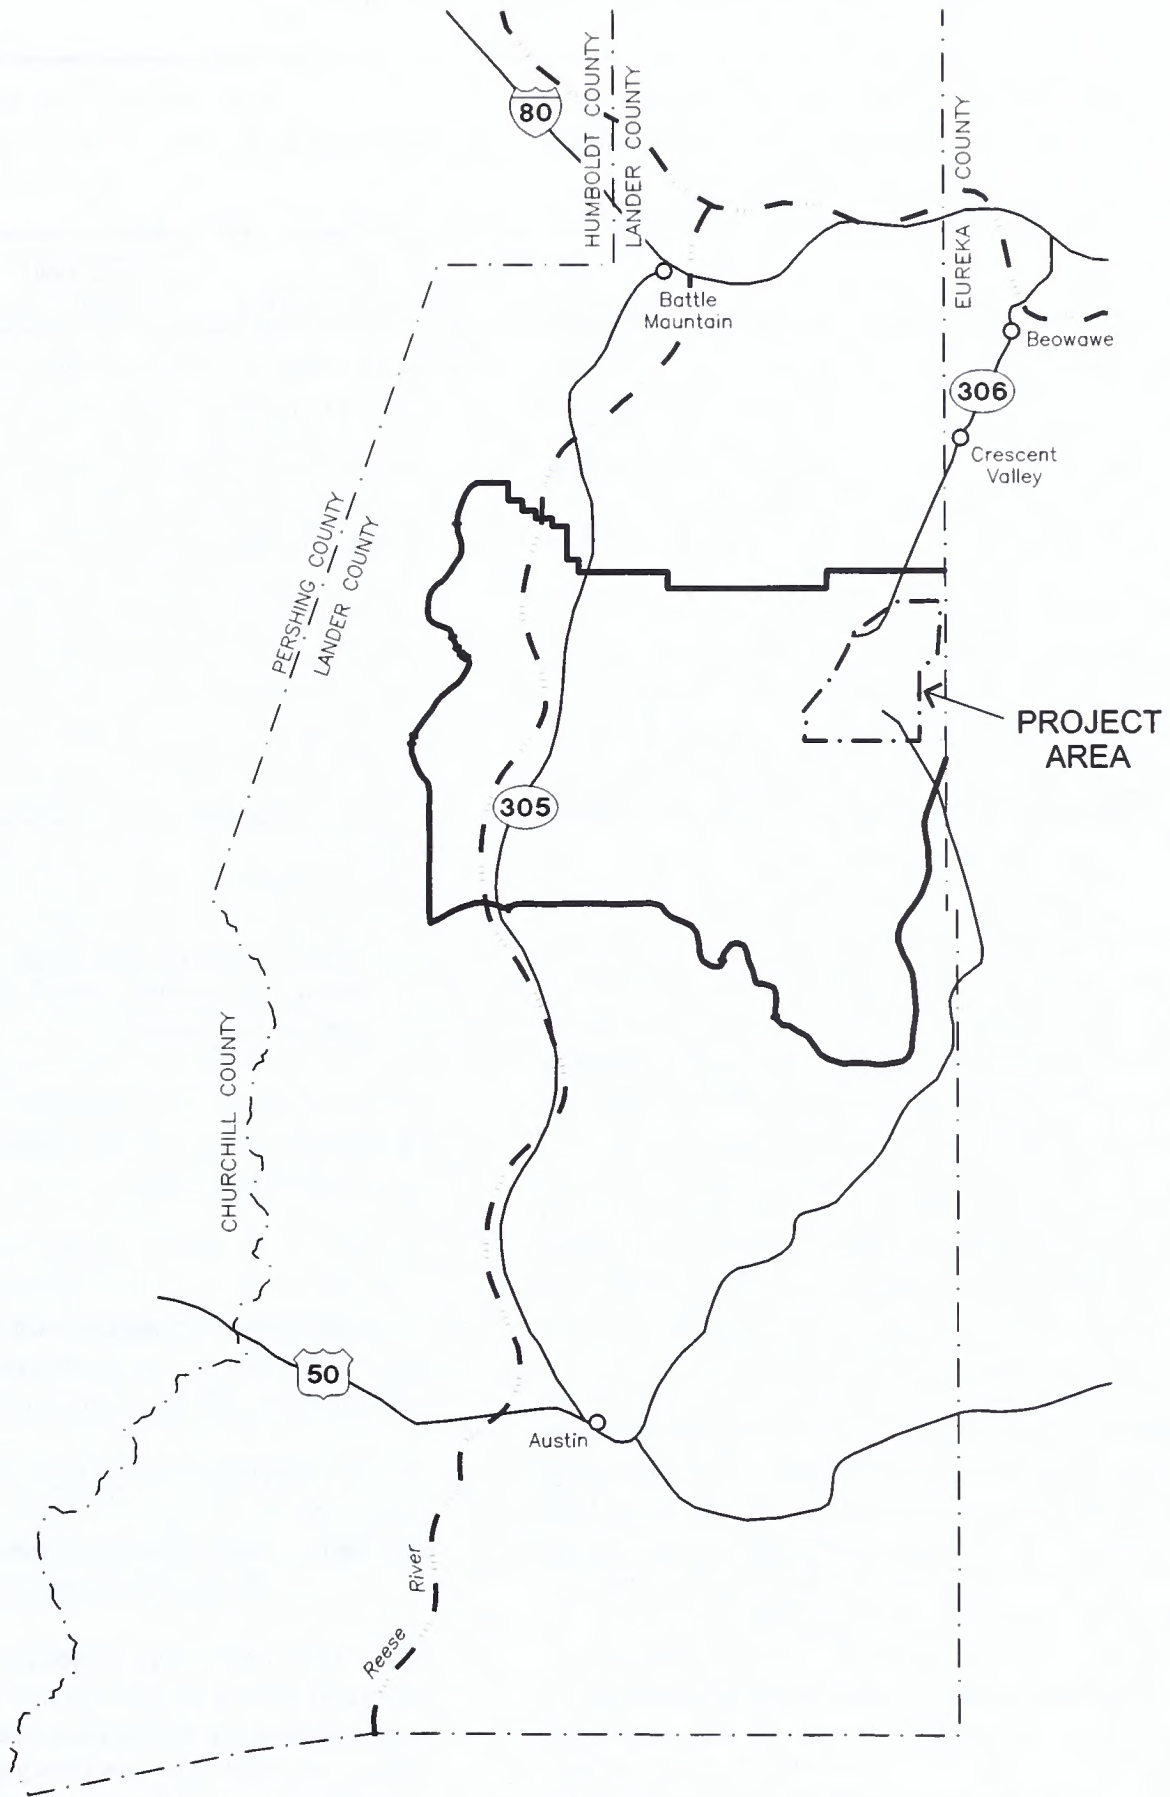 80
HUMBOLDT COUNTY
LANDER COUNTY
EUREKA COUNTY
Battle
Mountain
Beowawe
306
Crescent
Valley
PERSHING COUNTY
LANDER COUNTY
PROJECT
AREA
305
CHURCHILL COUNTY
50
Austin
Reese River